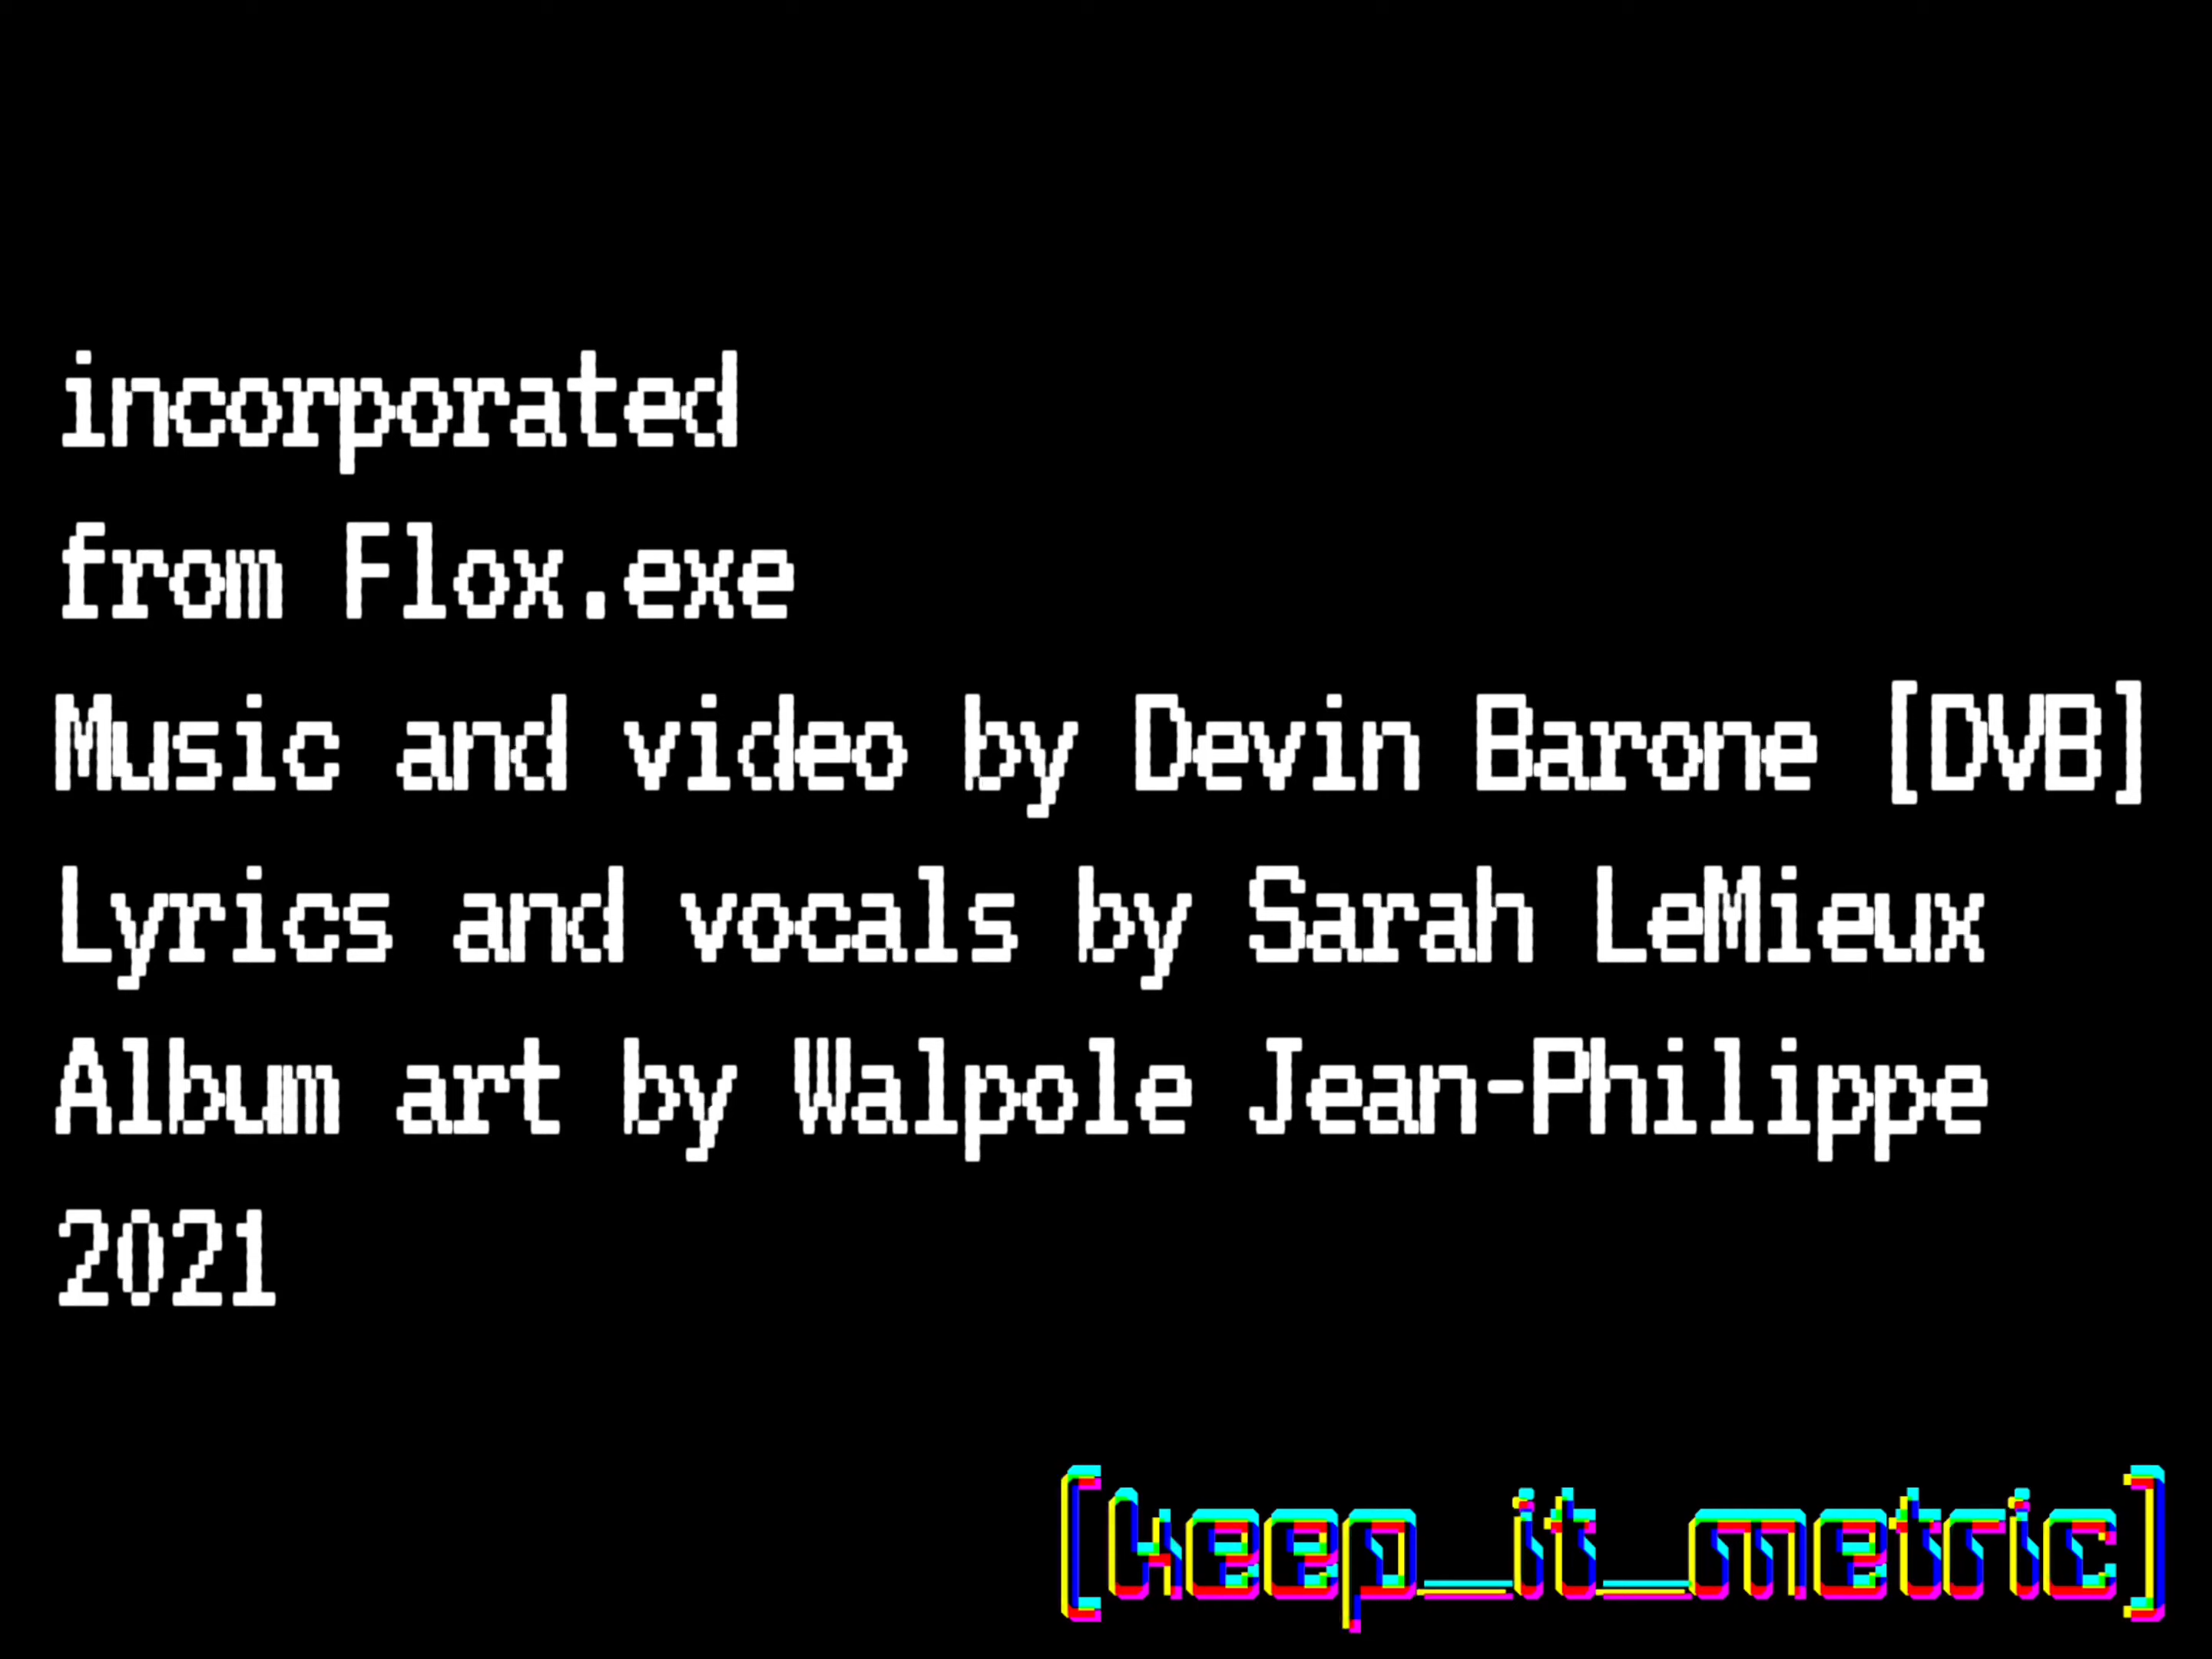 incorporated
from Flox.exe
Music and video by Devin Barone [DVB]
Lyrics and vocals by Sarah LeMieux
Album art by Walpole Jean-Philippe
2021
[keep_it_metric]